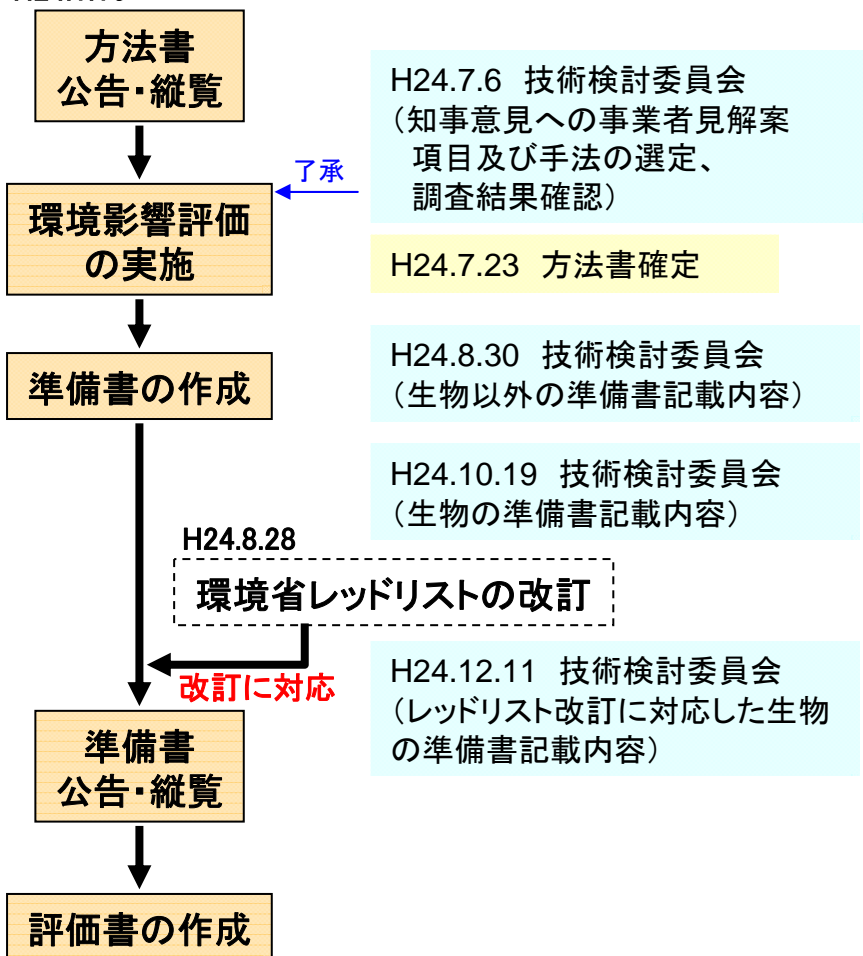 方法書
公告・縦覧
H24.7.6 技術検討委員会
（知事意見への事業者見解案
項目及び手法の選定、
調査結果確認）
了承
環境影響評価
の実施
H24.7.23 方法書確定
準備書の作成
H24.8.30 技術検討委員会
（生物以外の準備書記載内容）
H24.10.19 技術検討委員会
（生物の準備書記載内容）
H24.8.28
環境省レッドリストの改訂
改訂に対応
H24.12.11 技術検討委員会
（レッドリスト改訂に対応した生物
の準備書記載内容）
準備書
公告・縦覧
評価書の作成